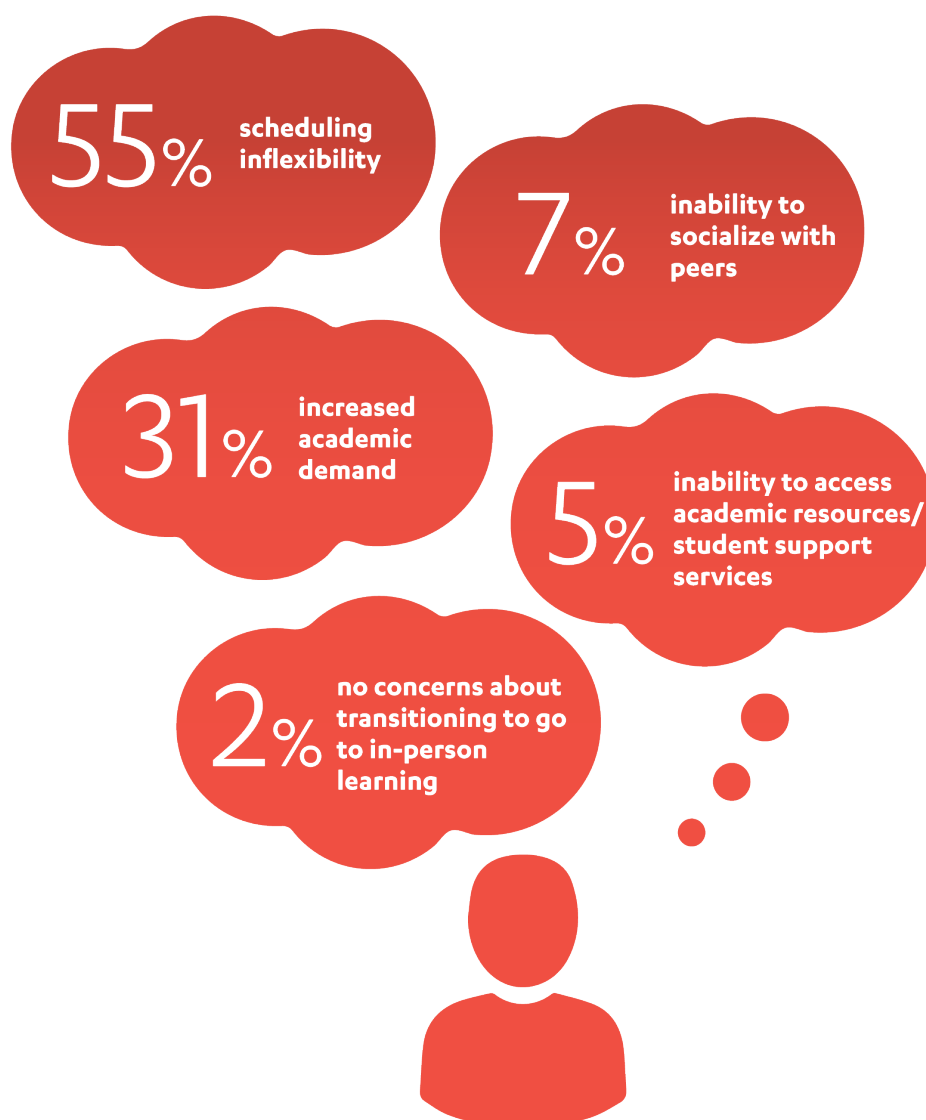 55%
scheduling
inflexibility
7%
inability to
socialize with
peers
31%
increased
academic
demand
5%
inability to access
academic resources/
student support
services
2%
no concerns about
transitioning to go
to in-person
learning